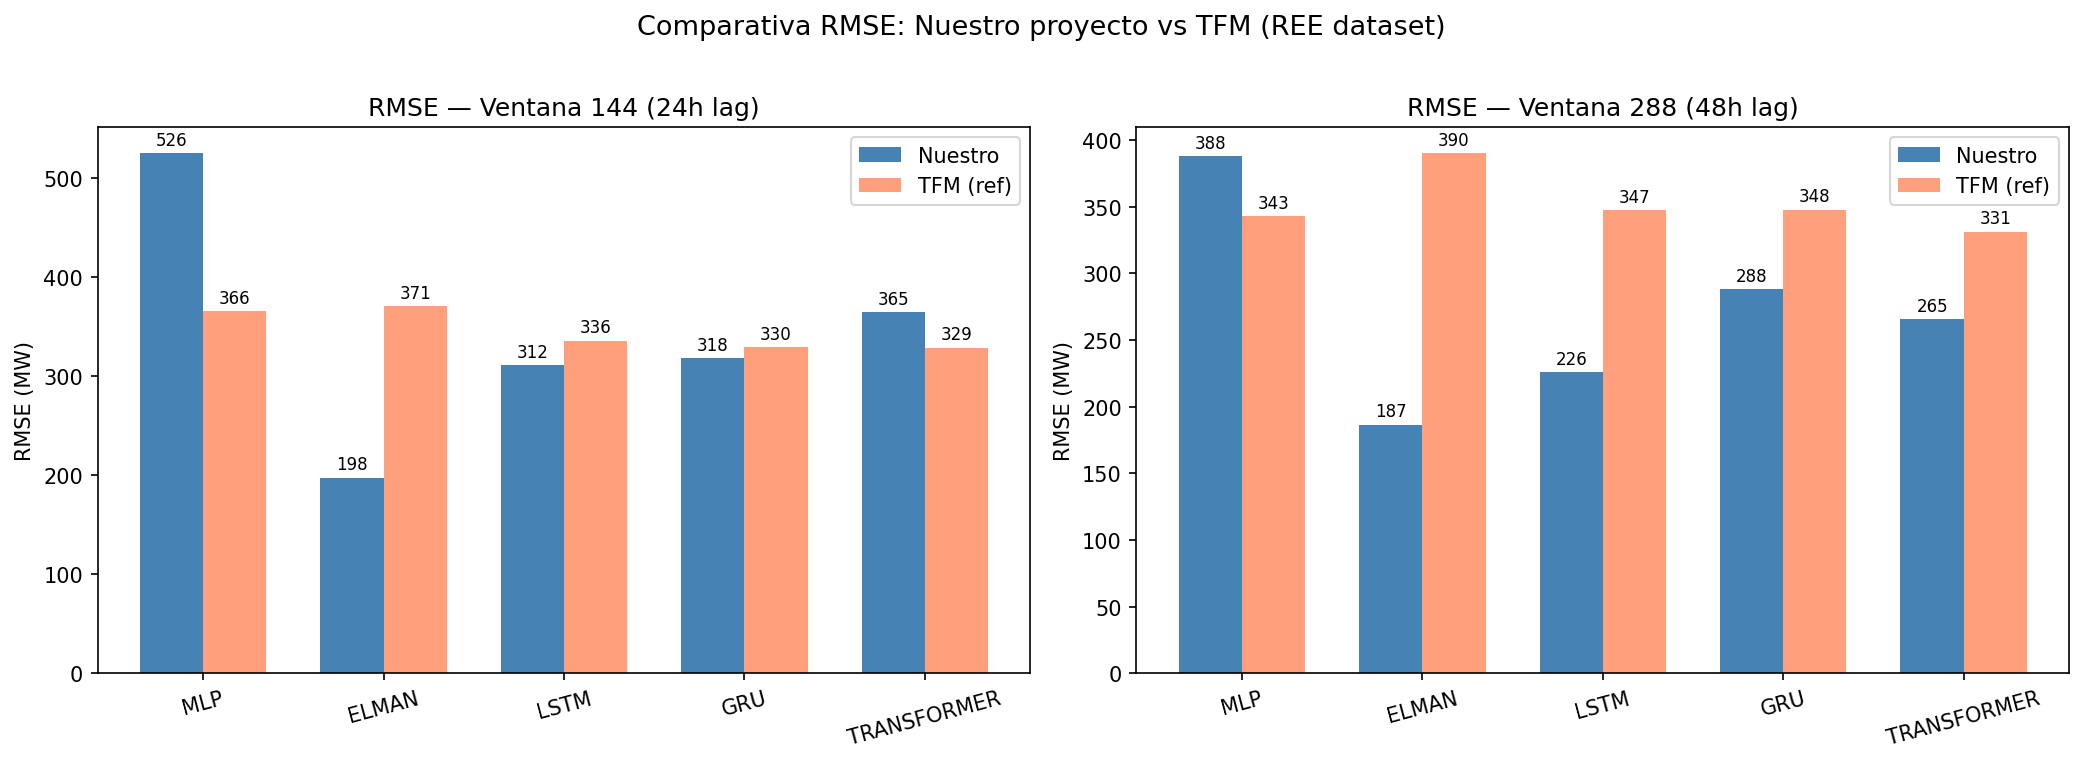 Comparativa RMSE: Nuestro proyecto vs TFM (REE dataset)
RMSE — Ventana 144 (24h lag)
RMSE (MW)
500
400
300
200
100
0
526
366
198
371
312
336
318
330
365
329
Nuestro
TFM (ref)
MLP
ELMAN
LSTM
GRU
TRANSFORMER
RMSE — Ventana 288 (48h lag)
RMSE (MW)
400
350
300
250
200
150
100
50
0
388
343
187
390
226
347
288
348
265
331
Nuestro
TFM (ref)
MLP
ELMAN
LSTM
GRU
TRANSFORMER